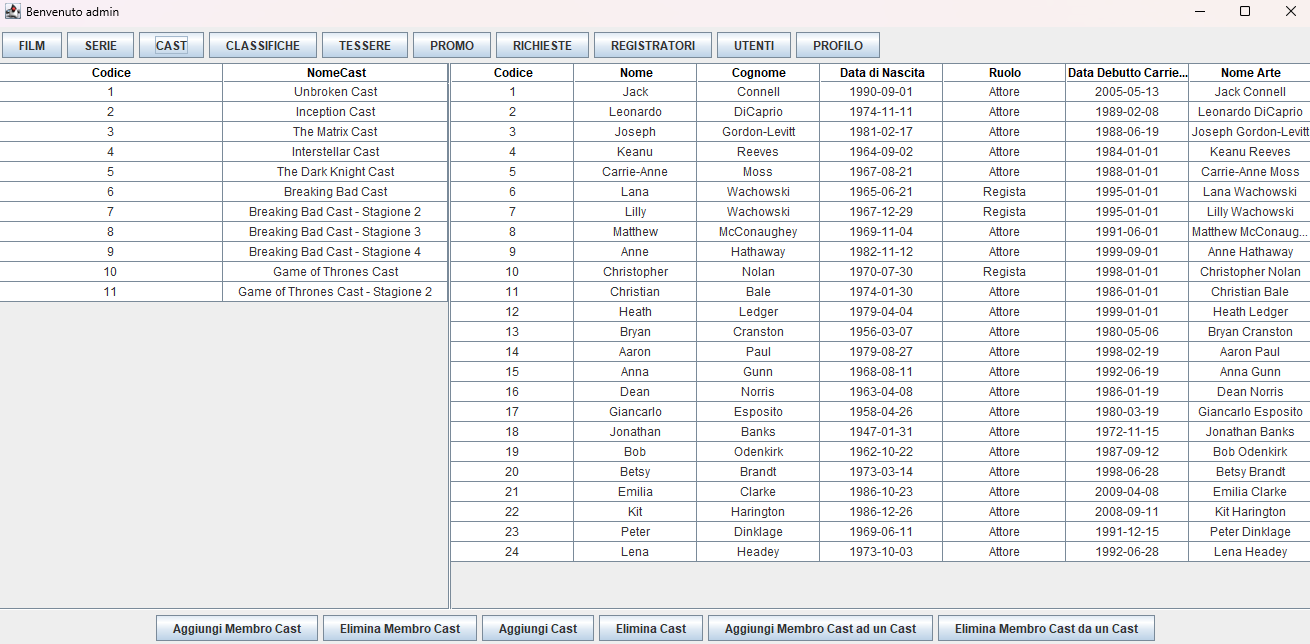 Benvenuto admin
FILM SERIE CAST CLASSIFICHE TESSERE PROMO RICHIESTE REGISTRATORI UTENTI PROFILO
Codice NomeCast
1 Unbroken Cast
2 Inception Cast
3 The Matrix Cast
4 Interstellar Cast
5 The Dark Knight Cast
6 Breaking Bad Cast
7 Breaking Bad Cast - Stagione 2
8 Breaking Bad Cast - Stagione 3
9 Breaking Bad Cast - Stagione 4
10 Game of Thrones Cast
11 Game of Thrones Cast - Stagione 2
Codice Nome Cognome Data di Nascita Ruolo Data Debutto Carrie... Nome Arte
1 Jack Connell 1990-09-01 Attore 2005-05-13 Jack Connell
2 Leonardo DiCaprio 1974-11-11 Attore 1989-02-08 Leonardo DiCaprio
3 Joseph Gordon-Levitt 1981-02-17 Attore 1988-06-19 Joseph Gordon-Levitt
4 Keanu Reeves 1964-09-02 Attore 1984-01-01 Keanu Reeves
5 Carrie-Anne Moss 1967-08-21 Attore 1988-01-01 Carrie-Anne Moss
6 Lana Wachowski 1965-06-21 Regista 1995-01-01 Lana Wachowski
7 Lilly Wachowski 1967-12-29 Regista 1995-01-01 Lilly Wachowski
8 Matthew McConaughey 1969-11-04 Attore 1991-06-01 Matthew McConaug...
9 Anne Hathaway 1982-11-12 Attore 1999-09-01 Anne Hathaway
10 Christopher Nolan 1970-07-30 Regista 1998-01-01 Christopher Nolan
11 Christian Bale 1974-01-30 Attore 1986-01-01 Christian Bale
12 Heath Ledger 1979-04-04 Attore 1999-01-01 Heath Ledger
13 Bryan Cranston 1956-03-07 Attore 1980-05-06 Bryan Cranston
14 Aaron Paul 1979-08-27 Attore 1998-02-19 Aaron Paul
15 Anna Gunn 1968-08-11 Attore 1992-06-19 Anna Gunn
16 Dean Norris 1963-04-08 Attore 1986-01-19 Dean Norris
17 Giancarlo Esposito 1958-04-26 Attore 1980-03-19 Giancarlo Esposito
18 Jonathan Banks 1947-01-31 Attore 1972-11-15 Jonathan Banks
19 Bob Odenkirk 1962-10-22 Attore 1987-09-12 Bob Odenkirk
20 Betsy Brandt 1973-03-14 Attore 1998-06-28 Betsy Brandt
21 Emilia Clarke 1986-10-23 Attore 2009-04-08 Emilia Clarke
22 Kit Harington 1986-12-26 Attore 2008-09-11 Kit Harington
23 Peter Dinklage 1969-06-11 Attore 1991-12-15 Peter Dinklage
24 Lena Headey 1973-10-03 Attore 1992-06-28 Lena Headey
Aggiungi Membro Cast Elimina Membro Cast Aggiungi Cast Elimina Cast Aggiungi Membro Cast ad un Cast Elimina Membro Cast da un Cast